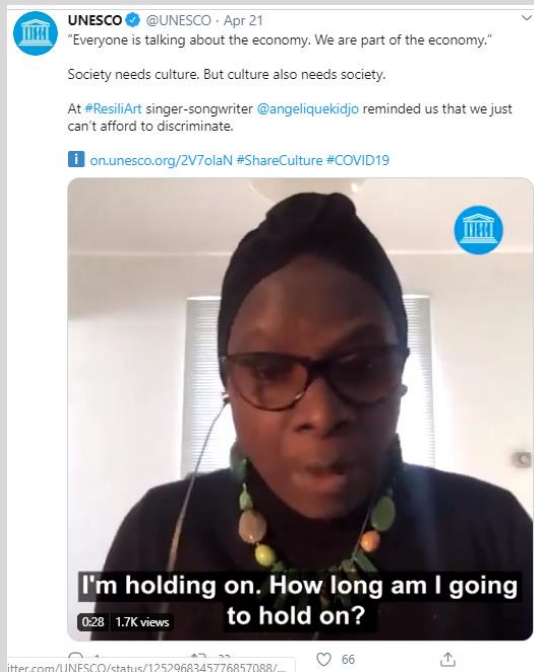 UNESCO @UNESCO · Apr 21
"Everyone is talking about the economy. We are part of the economy."
Society needs culture. But culture also needs society.
At #ResiliArt singer-songwriter @angeliquekidjo reminded us that we just
can't afford to discriminate.
on.unesco.org/2V7olaN #ShareCulture #COVID19
I'm holding on. How long am I going
to hold on?
0:28 1.7K views
66
itter.com/UNESCO/status/1252968345776857088/...